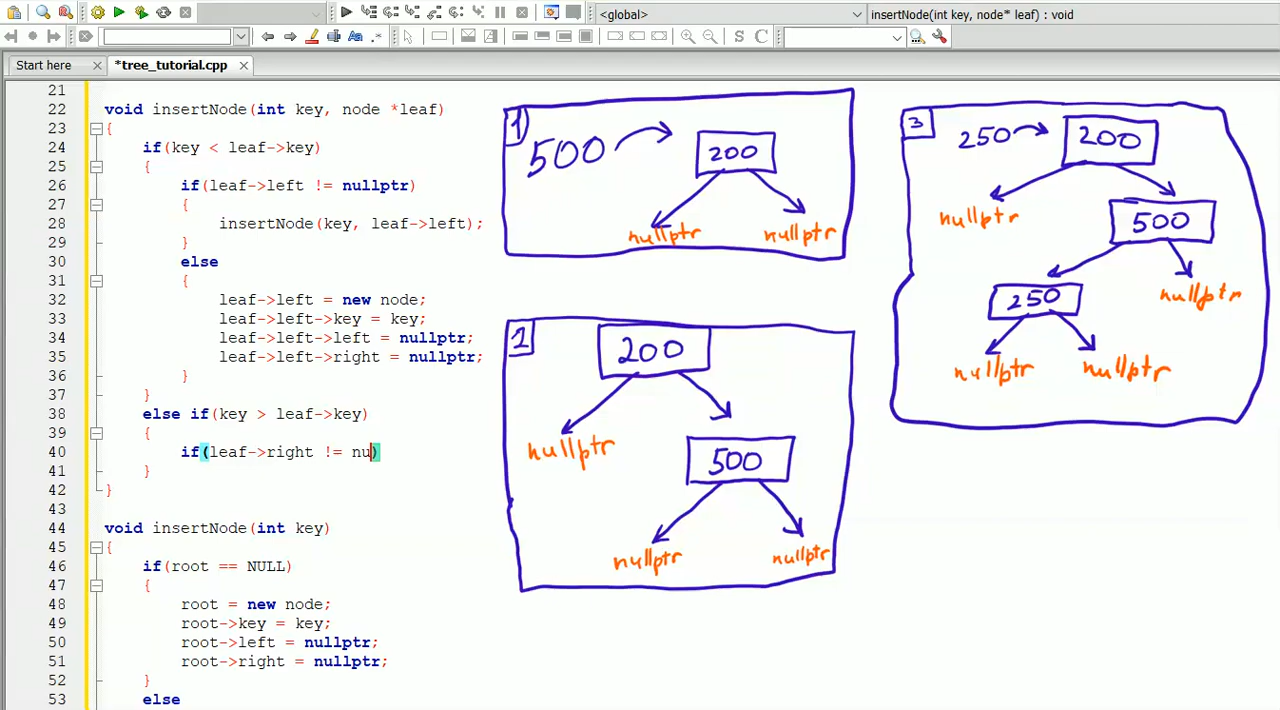 <global>
insertNode(int key, node* leaf) : void
Start here
*tree_tutorial.cpp
21
22 void insertNode(int key, node *leaf)
23 {
24 if(key < leaf->key)
25 {
26 if(leaf->left != nullptr)
27 {
28 insertNode(key, leaf->left);
29 }
30 else
31 {
32 leaf->left = new node;
33 leaf->left->key = key;
34 leaf->left->left = nullptr;
35 leaf->left->right = nullptr;
36 }
37 }
38 else if(key > leaf->key)
39 {
40 if(leaf->right != nu)
41 }
42 }
43
44 void insertNode(int key)
45 {
46 if(root == NULL)
47 {
48 root = new node;
49 root->key = key;
50 root->left = nullptr;
51 root->right = nullptr;
52 }
53 else
1
500
200
nullptr nullptr
2
200
nullptr
500
nullptr nullptr
3
250
200
nullptr
500
250
nullptr
nullptr nullptr